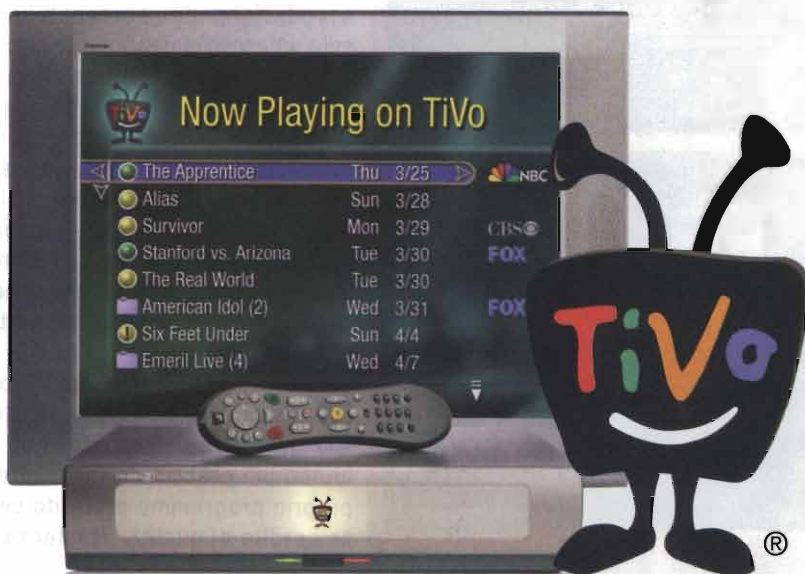 TiVo
Now Playing on TiVo
The Apprentice Thu 3/25 NBC
Alias Sun 3/28
Survivor Mon 3/29 CBS
Stanford vs. Arizona Tue 3/30 FOX
The Real World Tue 3/30
American Idol (2) Wed 3/31 FOX
Six Feet Under Sun 4/4
Emeril Live (4) Wed 4/7
TiVo
®